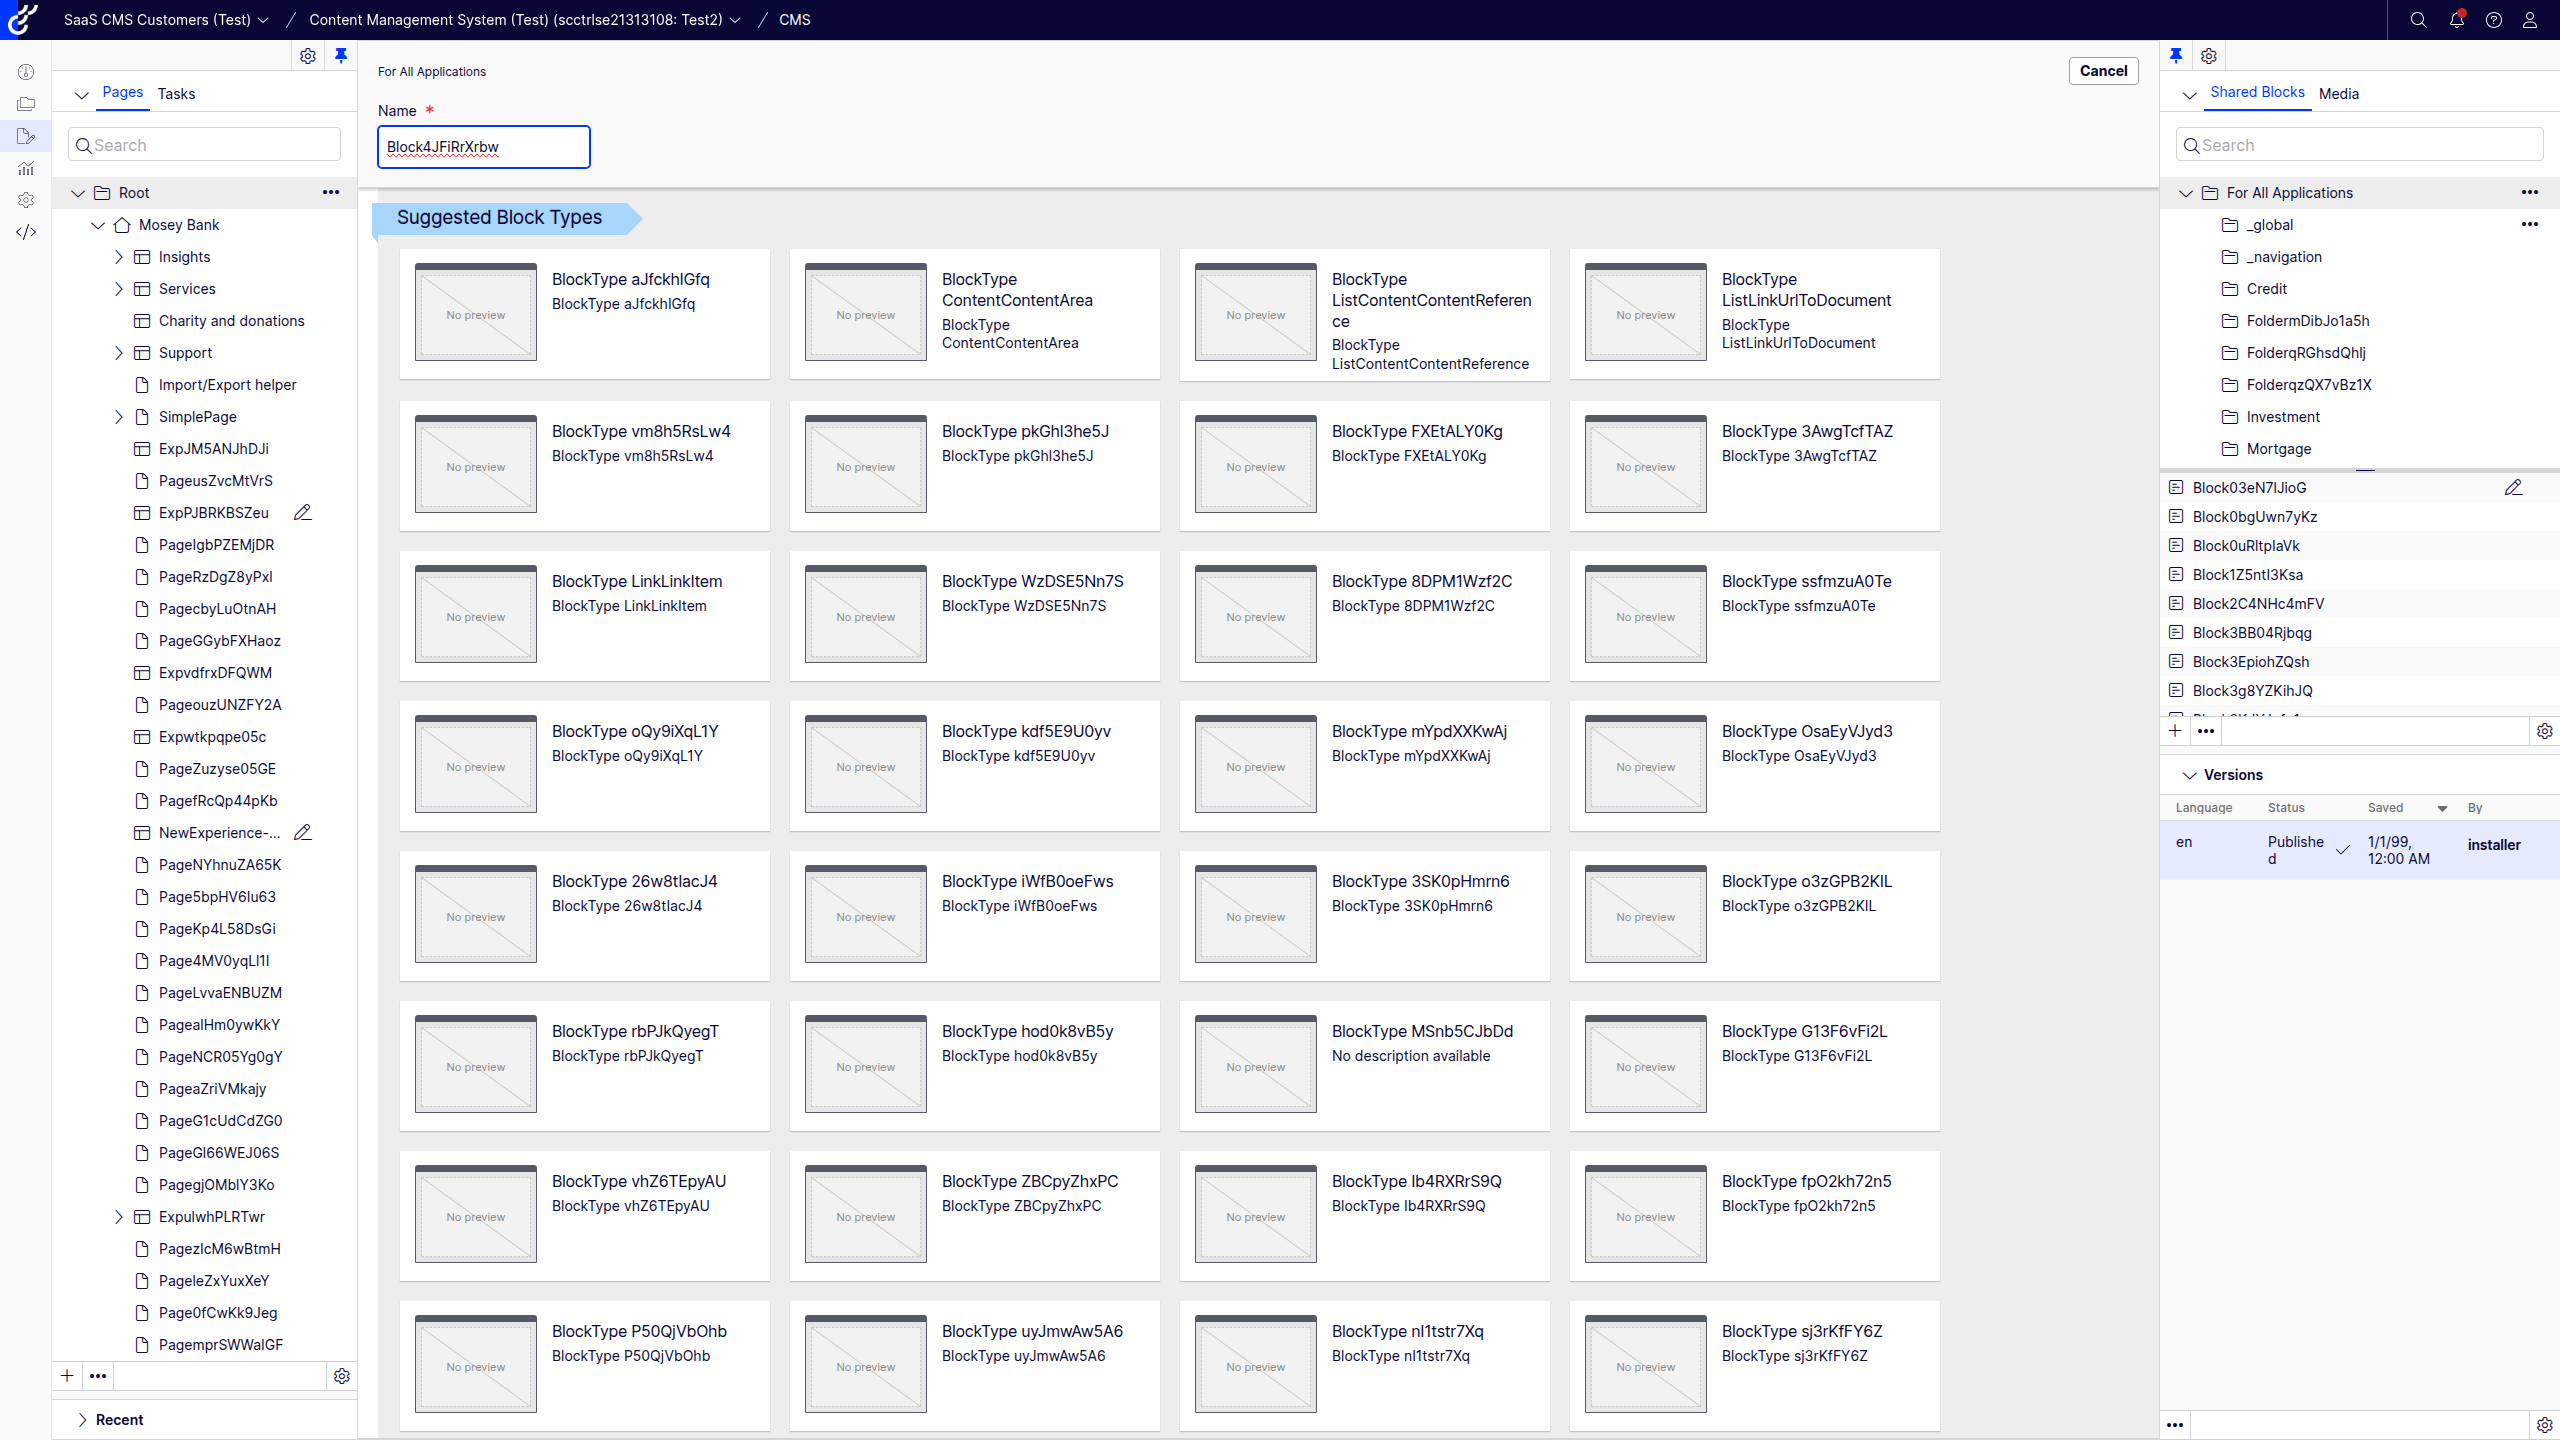 SaaS CMS Customers (Test) / Content Management System (Test) (scctrlse21313108: Test2) / CMS
Pages Tasks
Search
Root
Mosey Bank
Insights
Services
Charity and donations
Support
Import/Export helper
SimplePage
ExpJM5ANJhDJi
PageusZvcMtVrS
ExpPJBRKBSZeu
PageIgbPZEMjDR
PageRzDgZ8yPxI
PagecbyLuOtnAH
PageGGybFXHaoz
ExpvdfrxDFQWM
PageouzUNZFY2A
Expwtkpqpe05c
PageZuzyse05GE
PagefRcQp44pKb
NewExperience-...
PageNYhnuZA65K
Page5bpHV6Iu63
PageKp4L58DsGi
Page4MV0yqLI1I
PageLvvaENBUZM
PagealHm0ywKkY
PageNCR05Yg0gY
PageaZriVMkajy
PageG1cUdCdZG0
PageGl66WEJ06S
PagegjOMblY3Ko
ExpulwhPLRTwr
PagezlcM6wBtmH
PageleZxYuxXeY
Page0fCwKk9Jeg
PagemprSWWalGF
Recent
For All Applications
Cancel
Name *
Block4JFiRrXrbw
Suggested Block Types
No preview
BlockType aJfckhlGfq
BlockType aJfckhlGfq
No preview
BlockType
ContentContentArea
BlockType
ContentContentArea
No preview
BlockType
ListContentContentReferen
ce
BlockType
ListContentContentReference
No preview
BlockType
ListLinkUrlToDocument
BlockType
ListLinkUrlToDocument
No preview
BlockType vm8h5RsLw4
BlockType vm8h5RsLw4
No preview
BlockType pkGhl3he5J
BlockType pkGhl3he5J
No preview
BlockType FXEtALY0Kg
BlockType FXEtALY0Kg
No preview
BlockType 3AwgTcfTAZ
BlockType 3AwgTcfTAZ
No preview
BlockType LinkLinkItem
BlockType LinkLinkItem
No preview
BlockType WzDSE5Nn7S
BlockType WzDSE5Nn7S
No preview
BlockType 8DPM1Wzf2C
BlockType 8DPM1Wzf2C
No preview
BlockType ssfmzuA0Te
BlockType ssfmzuA0Te
No preview
BlockType oQy9iXqL1Y
BlockType oQy9iXqL1Y
No preview
BlockType kdf5E9U0yv
BlockType kdf5E9U0yv
No preview
BlockType mYpdXXKwAj
BlockType mYpdXXKwAj
No preview
BlockType OsaEyVJyd3
BlockType OsaEyVJyd3
No preview
BlockType 26w8tIacJ4
BlockType 26w8tIacJ4
No preview
BlockType iWfB0oeFws
BlockType iWfB0oeFws
No preview
BlockType 3SK0pHmrn6
BlockType 3SK0pHmrn6
No preview
BlockType o3zGPB2KIL
BlockType o3zGPB2KIL
No preview
BlockType rbPJkQyegT
BlockType rbPJkQyegT
No preview
BlockType hod0k8vB5y
BlockType hod0k8vB5y
No preview
BlockType MSnb5CJbDd
No description available
No preview
BlockType G13F6vFi2L
BlockType G13F6vFi2L
No preview
BlockType vhZ6TEpyAU
BlockType vhZ6TEpyAU
No preview
BlockType ZBCpyZhxPC
BlockType ZBCpyZhxPC
No preview
BlockType Ib4RXRrS9Q
BlockType Ib4RXRrS9Q
No preview
BlockType fpO2kh72n5
BlockType fpO2kh72n5
No preview
BlockType P50QjVbOhb
BlockType P50QjVbOhb
No preview
BlockType uyJmwAw5A6
BlockType uyJmwAw5A6
No preview
BlockType nl1tstr7Xq
BlockType nl1tstr7Xq
No preview
BlockType sj3rKfFY6Z
BlockType sj3rKfFY6Z
Shared Blocks Media
Search
For All Applications
_global
_navigation
Credit
FoldermDibJo1a5h
FolderqRGhsdQhlj
FolderqzQX7vBz1X
Investment
Mortgage
Block03eN7lJioG
Block0bgUwn7yKz
Block0uRltplaVk
Block1Z5ntl3Ksa
Block2C4NHc4mFV
Block3BB04Rjbqg
Block3EpiohZQsh
Block3g8YZKihJQ
Versions
Language Status Saved By
en Publishe
d 1/1/99,
12:00 AM installer